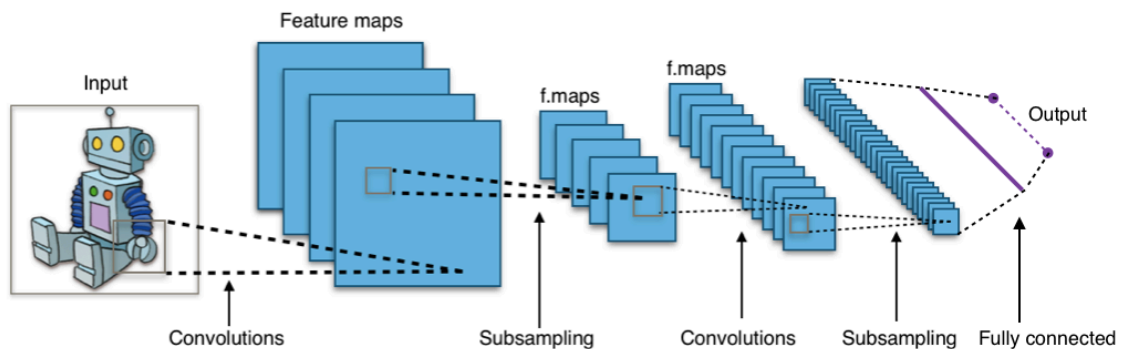 Feature maps
Input
f.maps
f.maps
Output
Convolutions
Subsampling
Convolutions
Subsampling
Fully connected